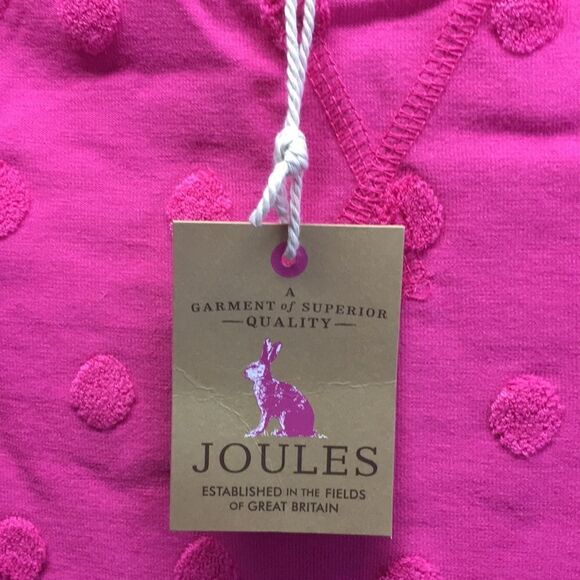 A
GARMENT of SUPERIOR
QUALITY
JOULES
ESTABLISHED IN THE FIELDS
OF GREAT BRITAIN